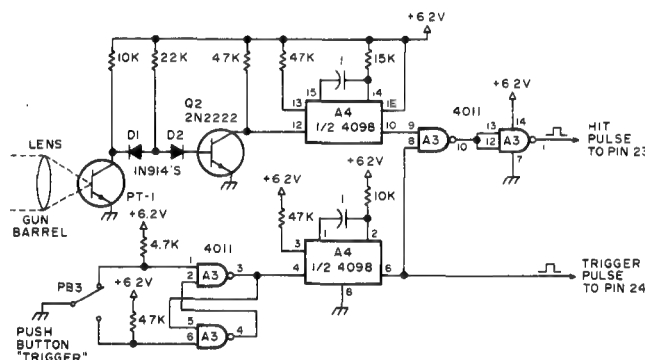 +6.2V
10K
22K
47K
47K
15K
1
Q2
2N2222
15
14
13
1E
A4
1/2 4098
12
10
4011
+6.2V
14
9
8
A3
10
13
12
A3
7
1
HIT
PULSE
TO PIN 23
LENS
D1
D2
1N914'S
PT-1
GUN
BARREL
+6.2V
4.7K
+6.2V
47K
+6.2V
10K
1
1
2
3
A4
1/2 4098
4
6
8
TRIGGER
PULSE
TO PIN 24
4011
1
2
A3
3
PB3
+6.2V
47K
5
6
A3
4
PUSH
BUTTON
"TRIGGER"